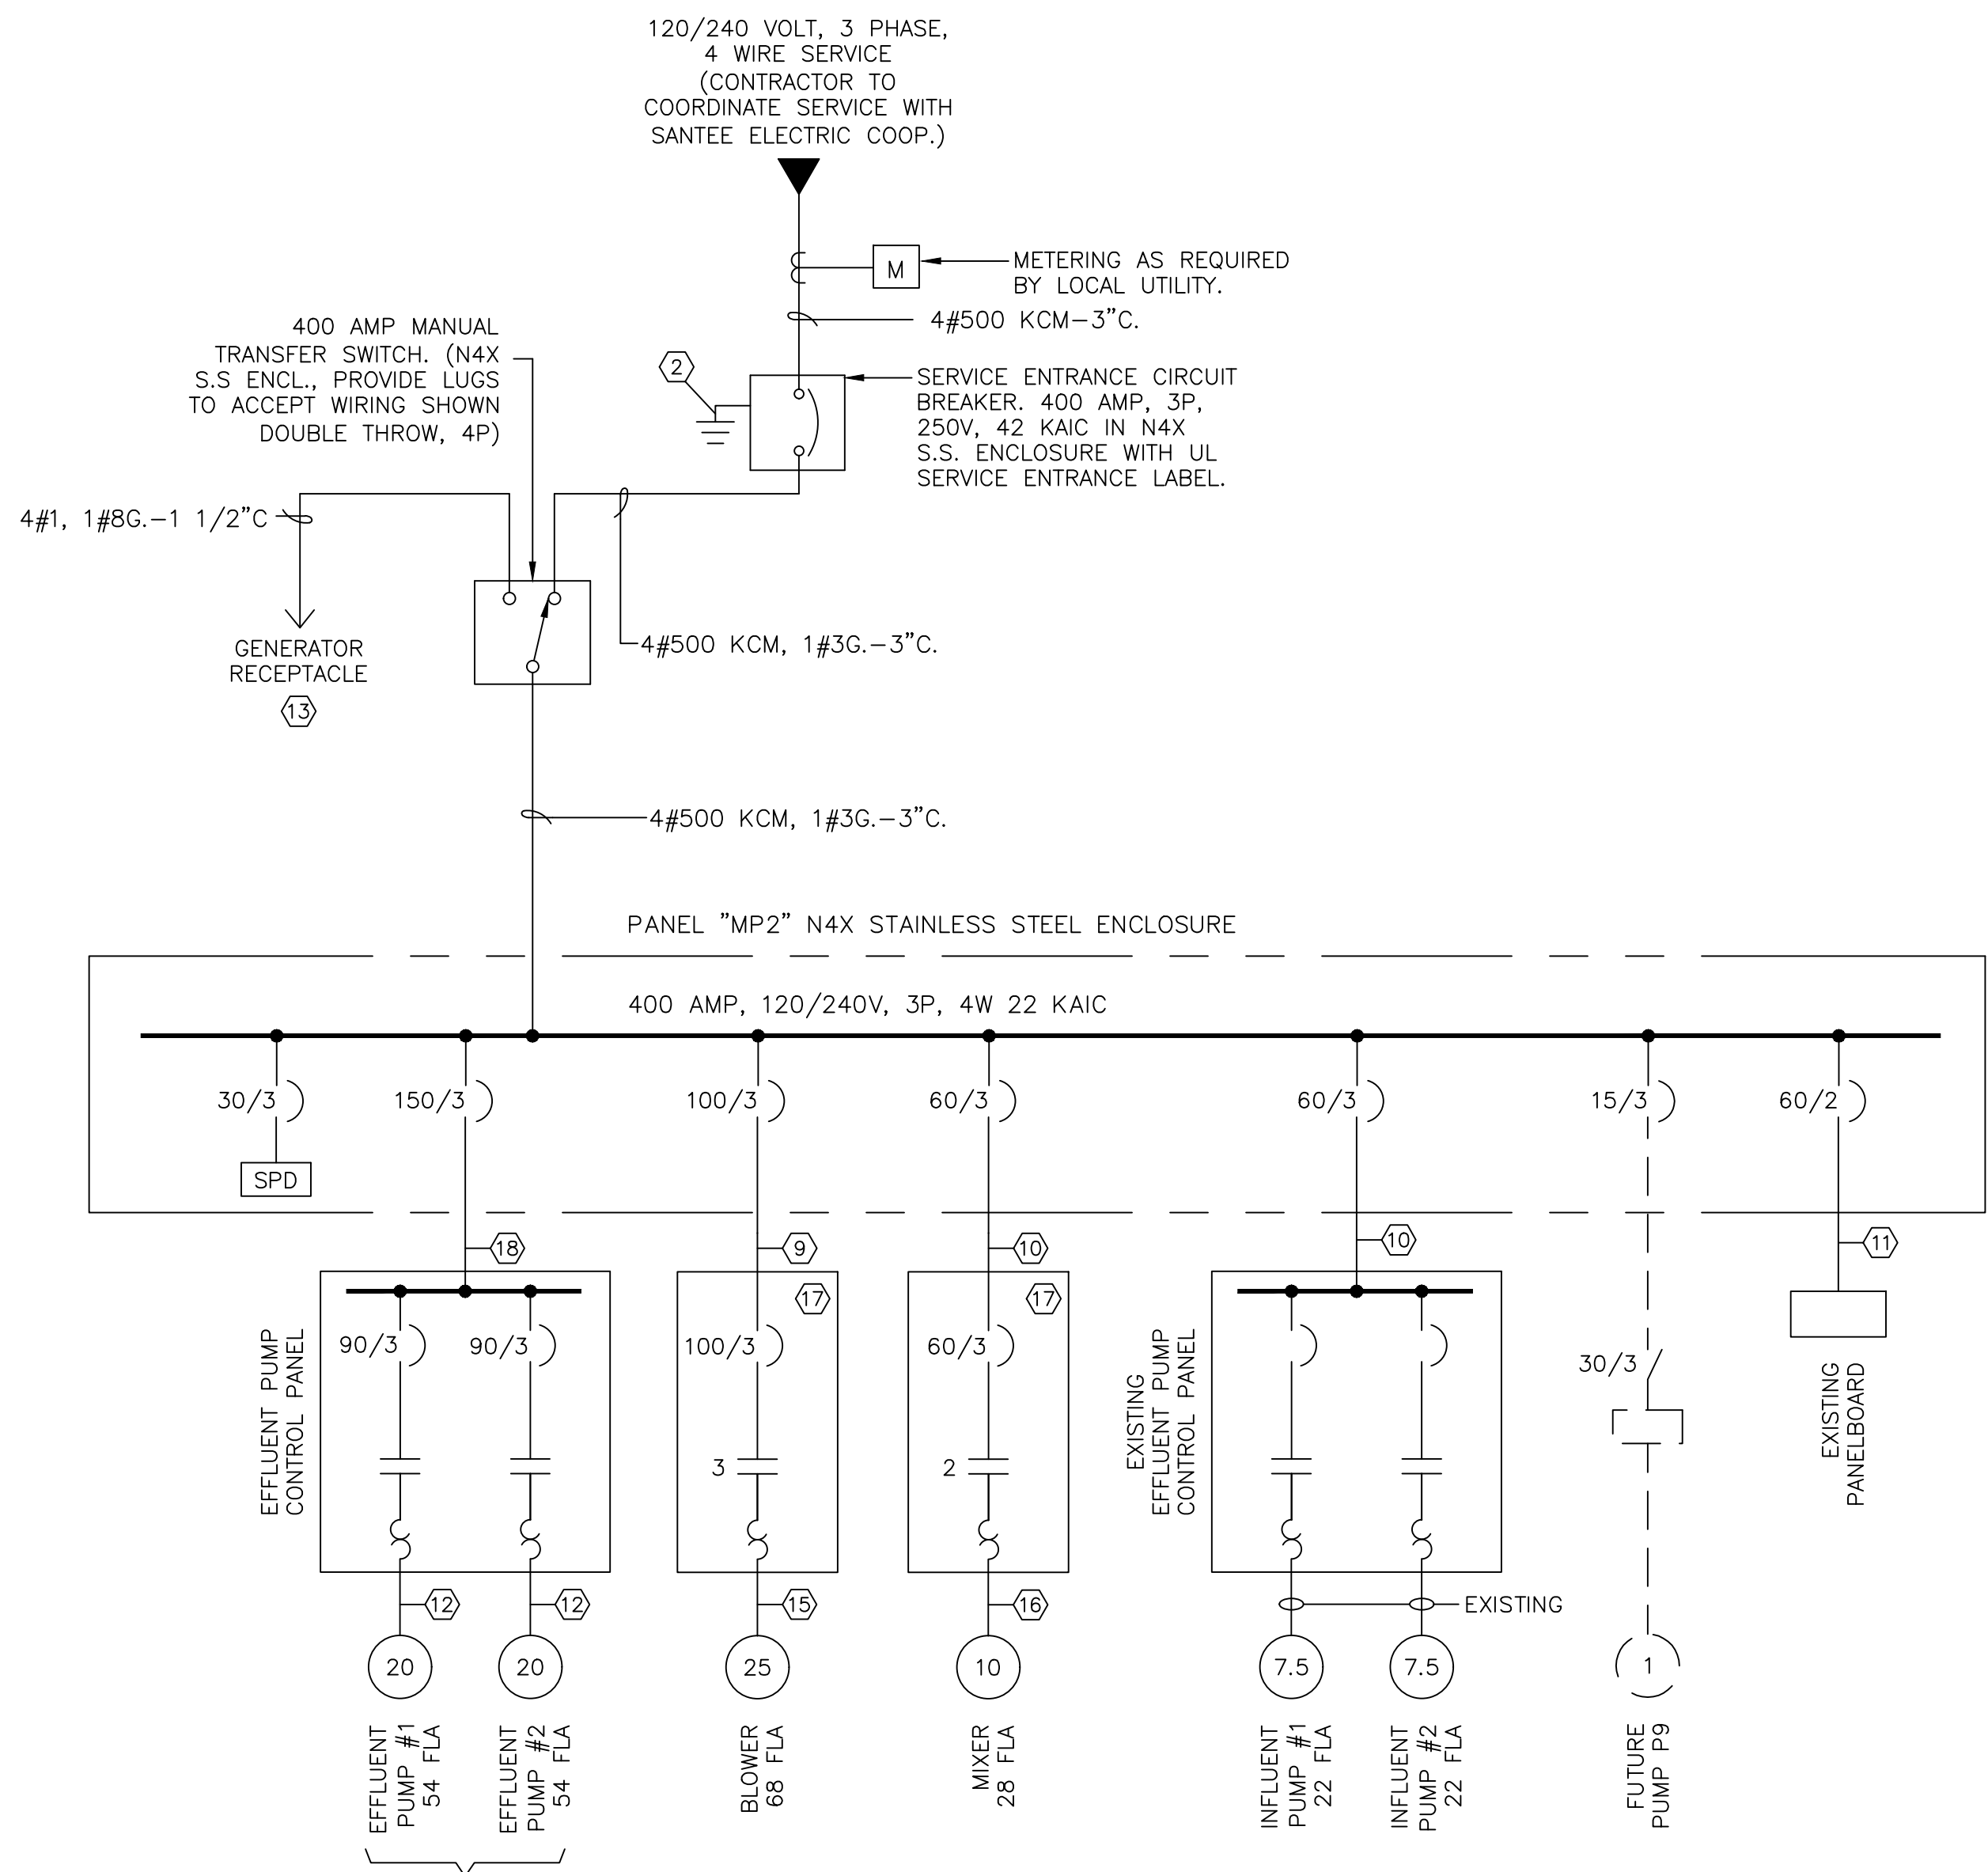 120/240 VOLT, 3 PHASE,
4 WIRE SERVICE
(CONTRACTOR TO
COORDINATE SERVICE WITH
SANTEE ELECTRIC COOP.)
M
METERING AS REQUIRED
BY LOCAL UTILITY.
4#500 KCM-3"C.
400 AMP MANUAL
TRANSFER SWITCH. (N4X
S.S ENCL., PROVIDE LUGS
TO ACCEPT WIRING SHOWN
DOUBLE THROW, 4P)
2
SERVICE ENTRANCE CIRCUIT
BREAKER. 400 AMP, 3P,
250V, 42 KAIC IN N4X
S.S. ENCLOSURE WITH UL
SERVICE ENTRANCE LABEL.
4#1, 1#8G.-1 1/2"C
GENERATOR
RECEPTACLE
13
4#500 KCM, 1#3G.-3"C.
4#500 KCM, 1#3G.-3"C.
PANEL "MP2" N4X STAINLESS STEEL ENCLOSURE
400 AMP, 120/240V, 3P, 4W 22 KAIC
30/3
150/3
100/3
60/3
60/3
15/3
60/2
SPD
18
9
10
10
11
17
17
EFFLUENT PUMP
CONTROL PANEL
90/3
90/3
100/3
60/3
EXISTING
EFFLUENT PUMP
CONTROL PANEL
30/3
EXISTING
PANELBOARD
3
2
12
12
15
16
EXISTING
20
20
25
10
7.5
7.5
1
EFFLUENT
PUMP #1
54 FLA
EFFLUENT
PUMP #2
54 FLA
BLOWER
68 FLA
MIXER
28 FLA
INFLUENT
PUMP #1
22 FLA
INFLUENT
PUMP #2
22 FLA
FUTURE
PUMP P9